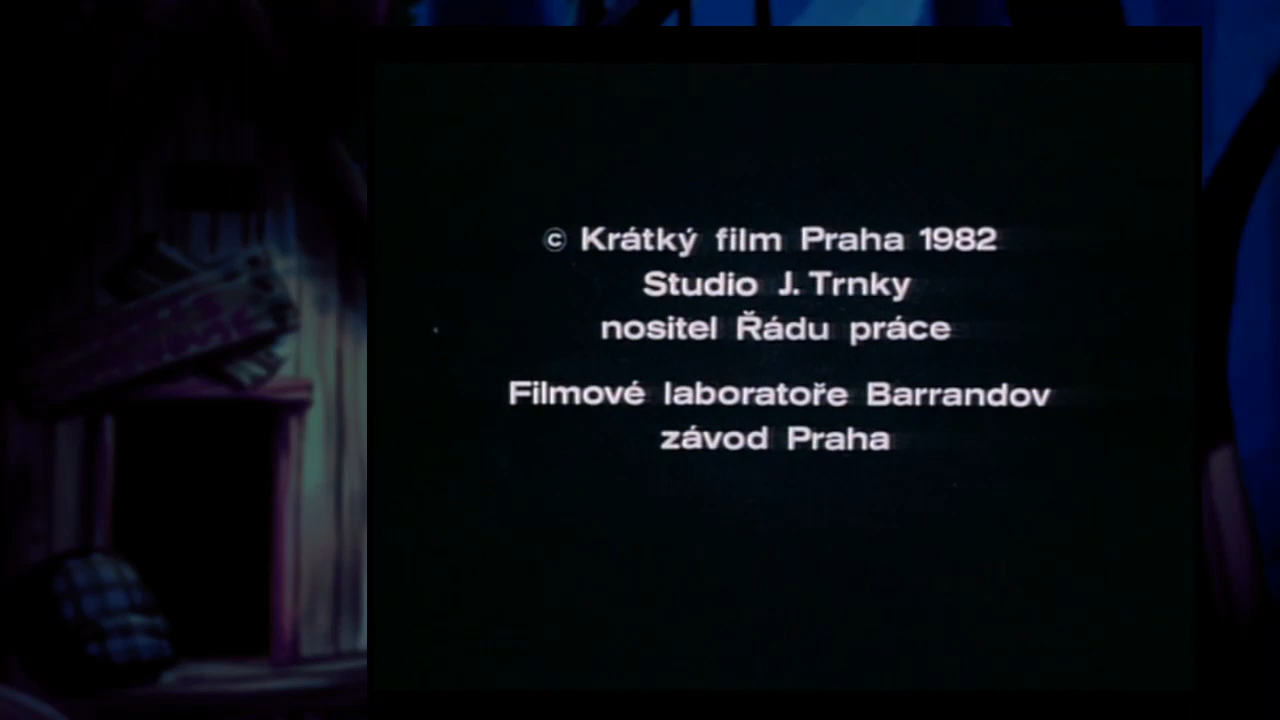 © Krátký film Praha 1982
Studio J. Trnky
nositel Řádu práce
Filmové laboratoře Barrandov
závod Praha